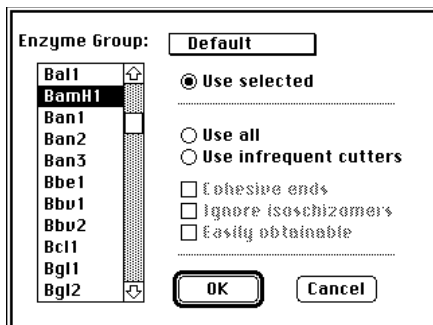 Enzyme Group: Default
Bal1
BamH1
Ban1
Ban2
Ban3
Bbe1
Bbv1
Bbv2
Bcl1
Bgl1
Bgl2
Use selected
Use all
Use infrequent cutters
Cohesive ends
Ignore isoschizomers
Easily obtainable
OK Cancel